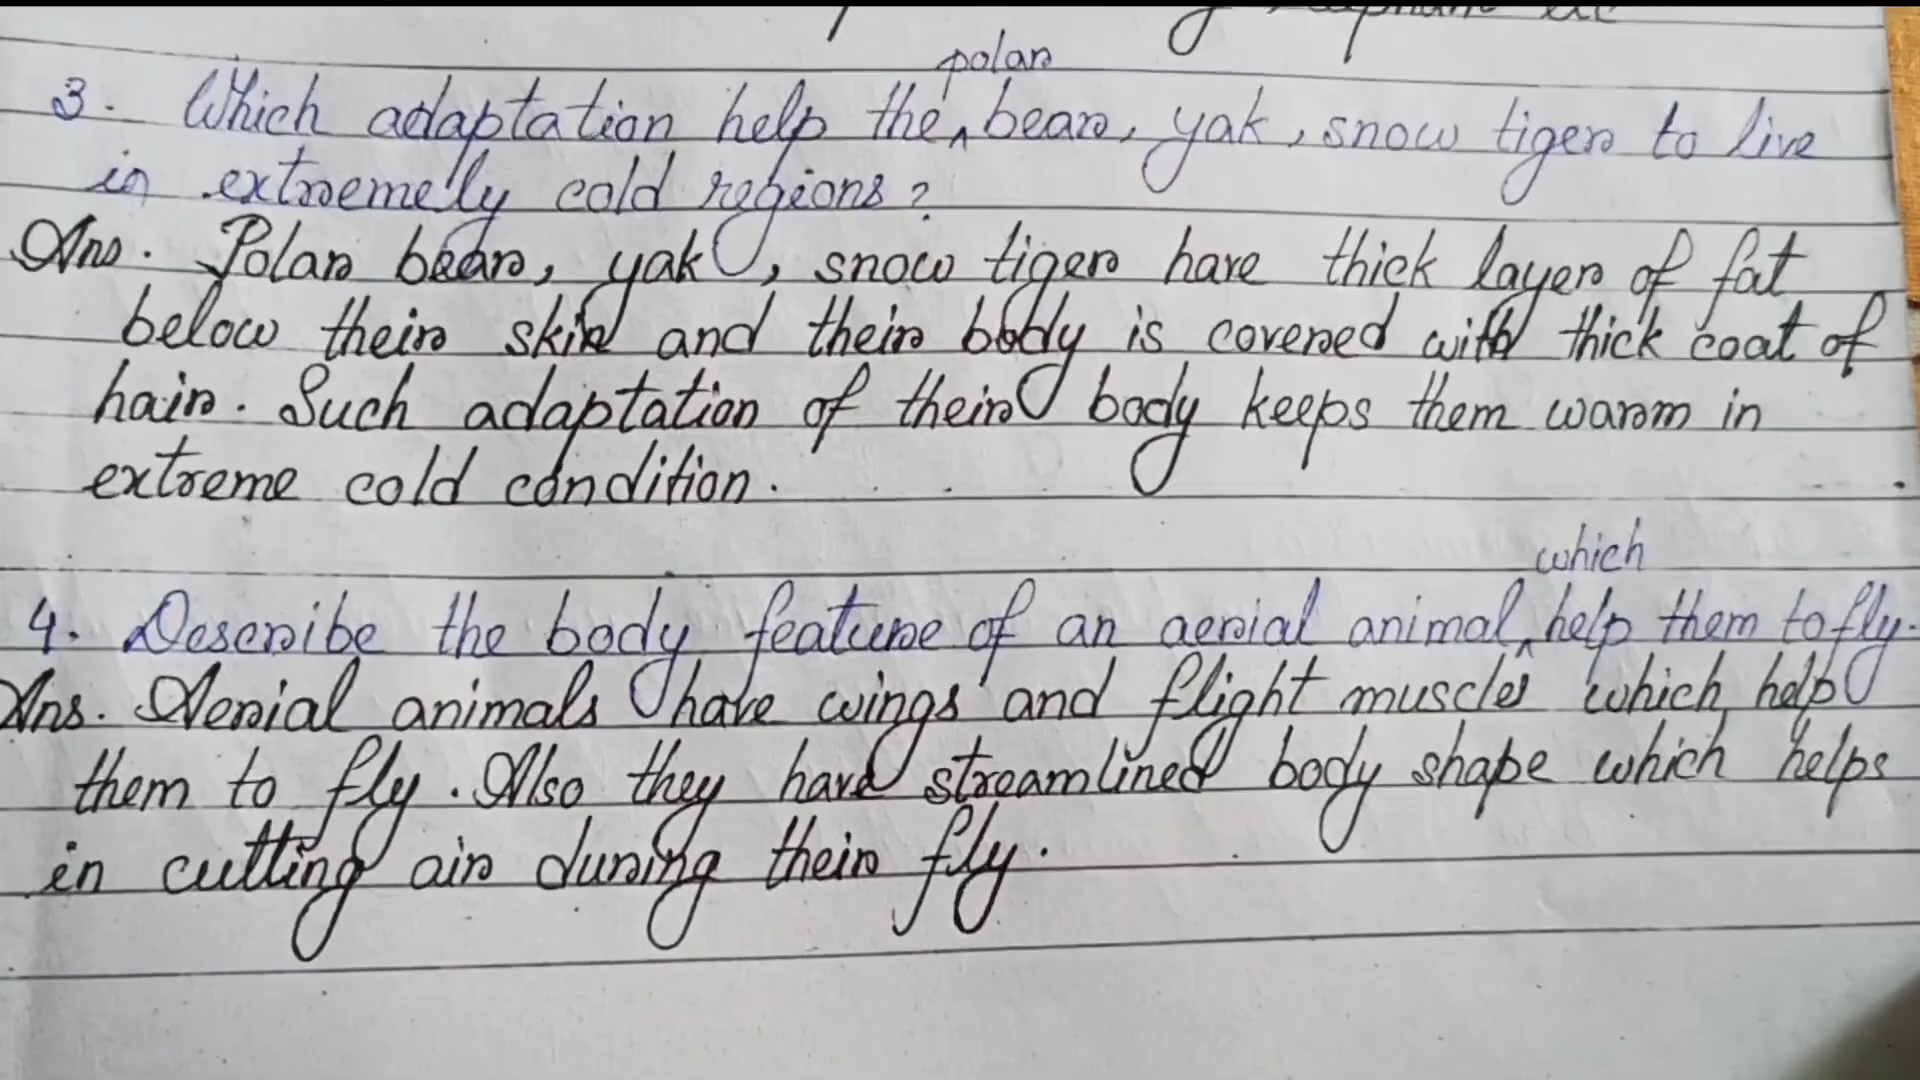 polar
3. Which adaptation help the ^ bear, yak, snow tiger to live
in extremely cold regions?
Ans. Polar bear, yak, snow tiger have thick layer of fat
below their skin and their body is covered with thick coat of
hair. Such adaptation of their body keeps them warm in
extreme cold condition.
which
4. Describe the body feature of an aerial animal ^ help them to fly.
Ans. Aerial animals have wings and flight muscles which help
them to fly. Also they have streamlined body shape which helps
in cutting air during their fly.